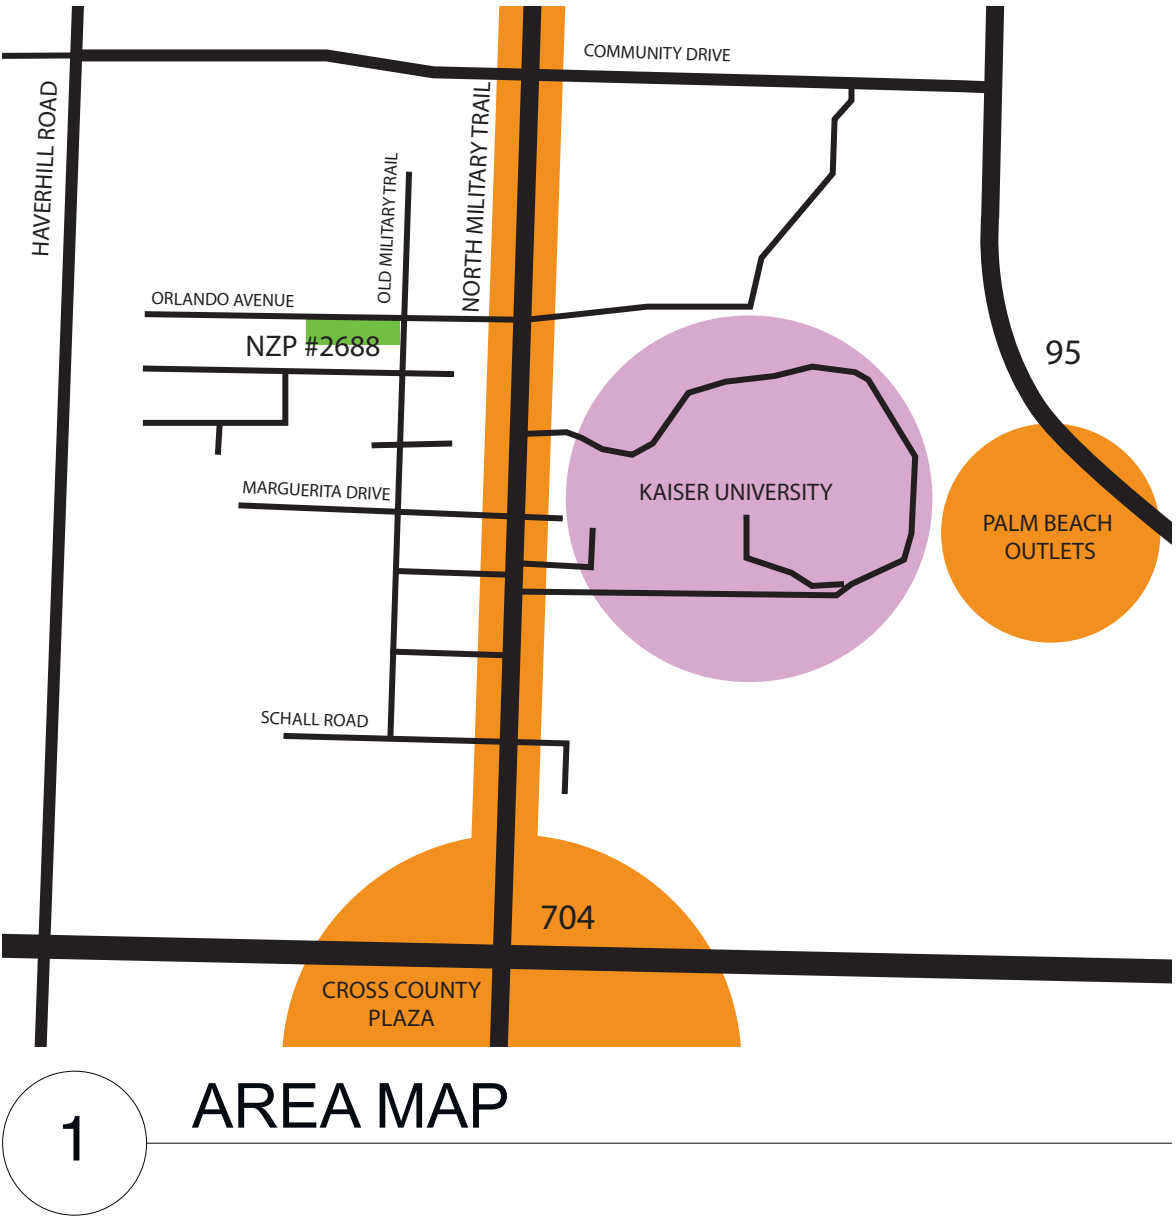 COMMUNITY DRIVE
HAVERHILL ROAD
NORTH MILITARY TRAIL
OLD MILITARY TRAIL
ORLANDO AVENUE
NZP #2688
95
MARGUERITA DRIVE
KAISER UNIVERSITY
PALM BEACH
OUTLETS
SCHALL ROAD
704
CROSS COUNTY
PLAZA
1
AREA MAP